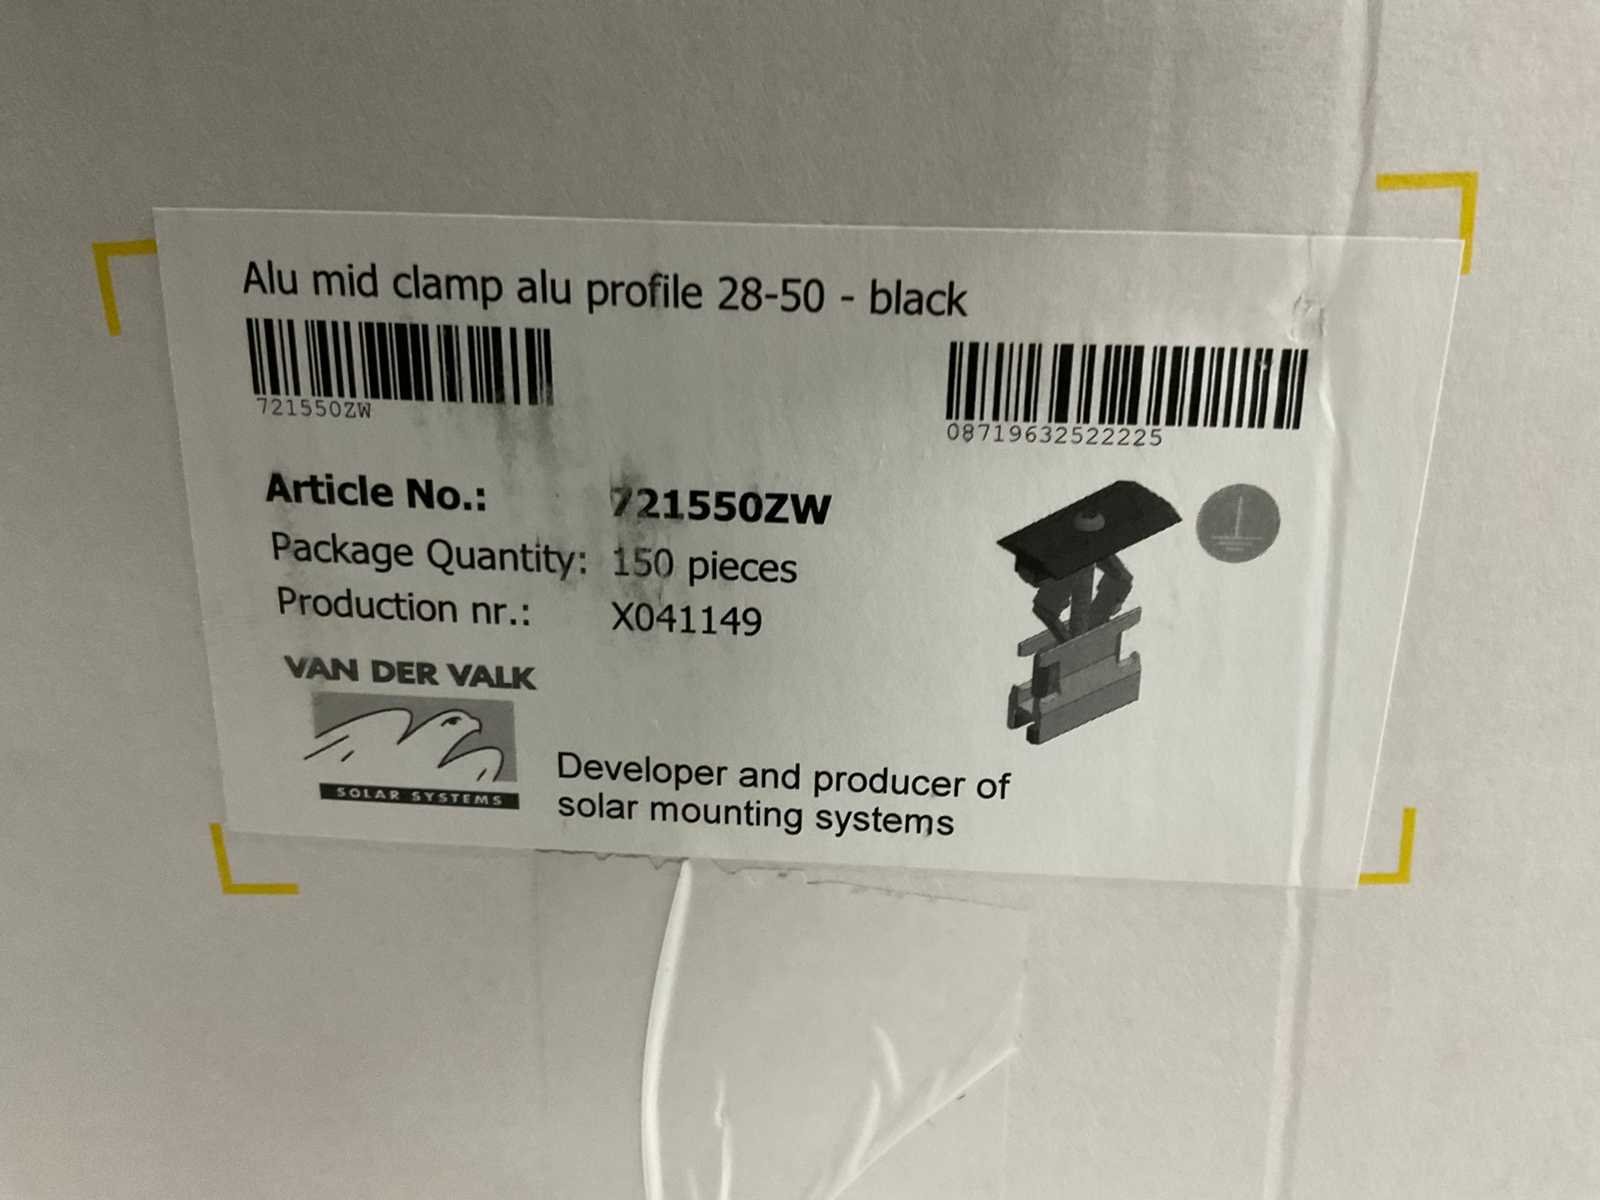 Alu mid clamp alu profile 28-50 - black
721550ZW
08719632522225
Article No.: 721550ZW
Package Quantity: 150 pieces
Production nr.: X041149
VAN DER VALK
SOLAR SYSTEMS
Developer and producer of
solar mounting systems